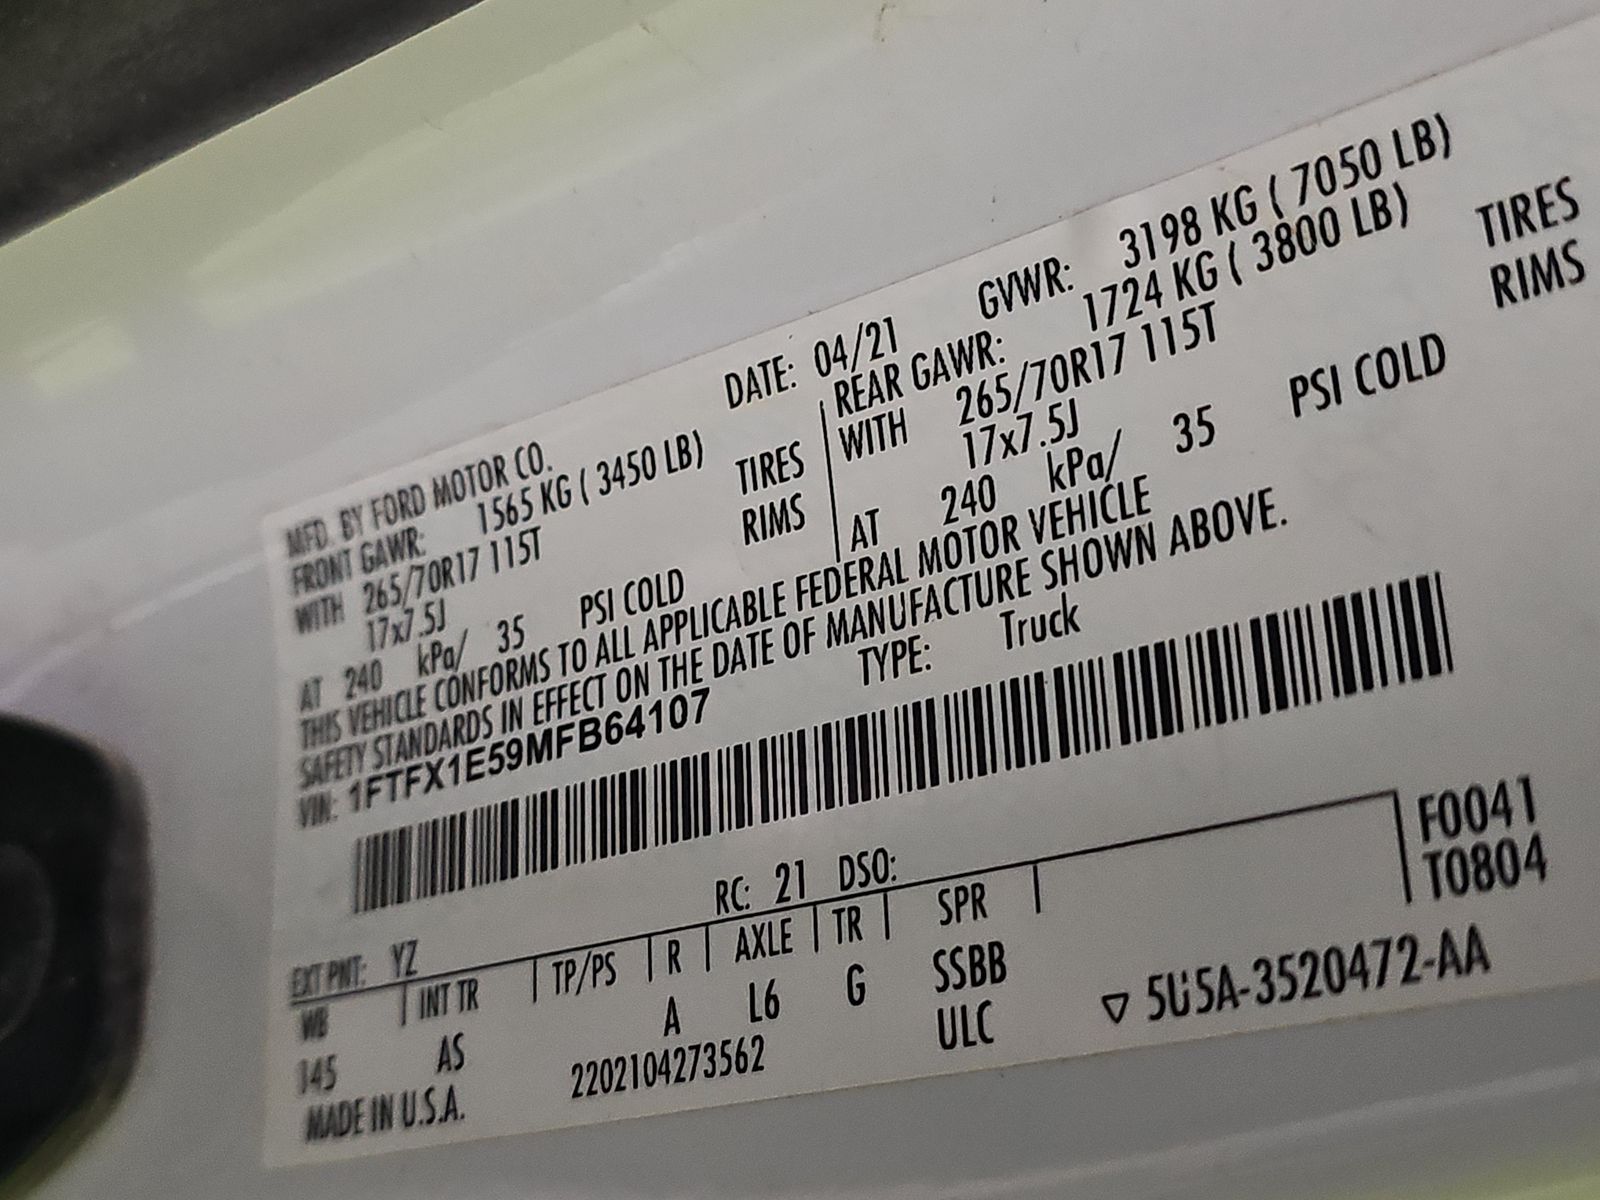 MFD. BY FORD MOTOR CO.
DATE: 04/21 GVWR: 3198 KG ( 7050 LB)
FRONT GAWR: 1565 KG ( 3450 LB)
WITH 265/70R17 115T TIRES
17x7.5J RIMS
AT 240 kPa/ 35 PSI COLD
REAR GAWR: 1724 KG ( 3800 LB)
WITH 265/70R17 115T TIRES
17x7.5J RIMS
AT 240 kPa/ 35 PSI COLD
THIS VEHICLE CONFORMS TO ALL APPLICABLE FEDERAL MOTOR VEHICLE
SAFETY STANDARDS IN EFFECT ON THE DATE OF MANUFACTURE SHOWN ABOVE.
VIN: 1FTFX1E59MFB64107 TYPE: Truck
EXT PNT: YZ RC: 21 DSO: F0041
WB INT TR TP/PS R AXLE TR SPR T0804
145 AS A L6 G SSBB
MADE IN U.S.A. 2202104273562 ULC ▽ 5U5A-3520472-AA